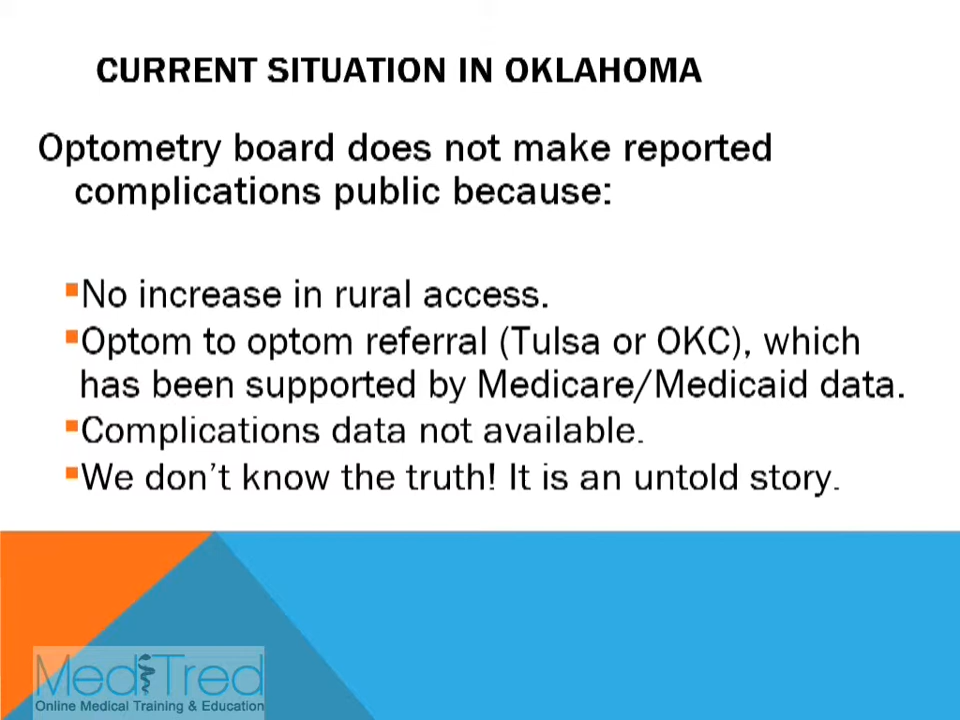 CURRENT SITUATION IN OKLAHOMA
Optometry board does not make reported
complications public because:
▪No increase in rural access.
▪Optom to optom referral (Tulsa or OKC), which
has been supported by Medicare/Medicaid data.
▪Complications data not available.
▪We don’t know the truth! It is an untold story.
MediTred
Online Medical Training & Education